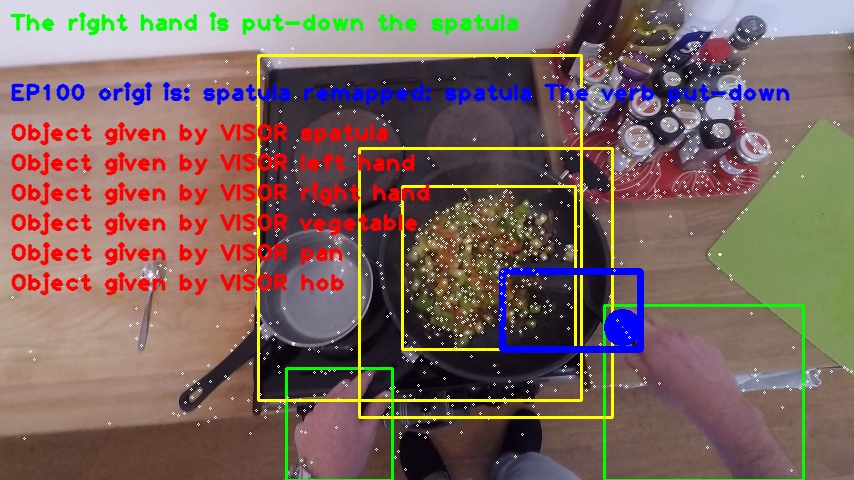 The right hand is put-down the spatula
EP100 origi is: spatula remapped: spatula The verb put-down
Object given by VISOR spatula
Object given by VISOR left hand
Object given by VISOR right hand
Object given by VISOR vegetable
Object given by VISOR pan
Object given by VISOR hob